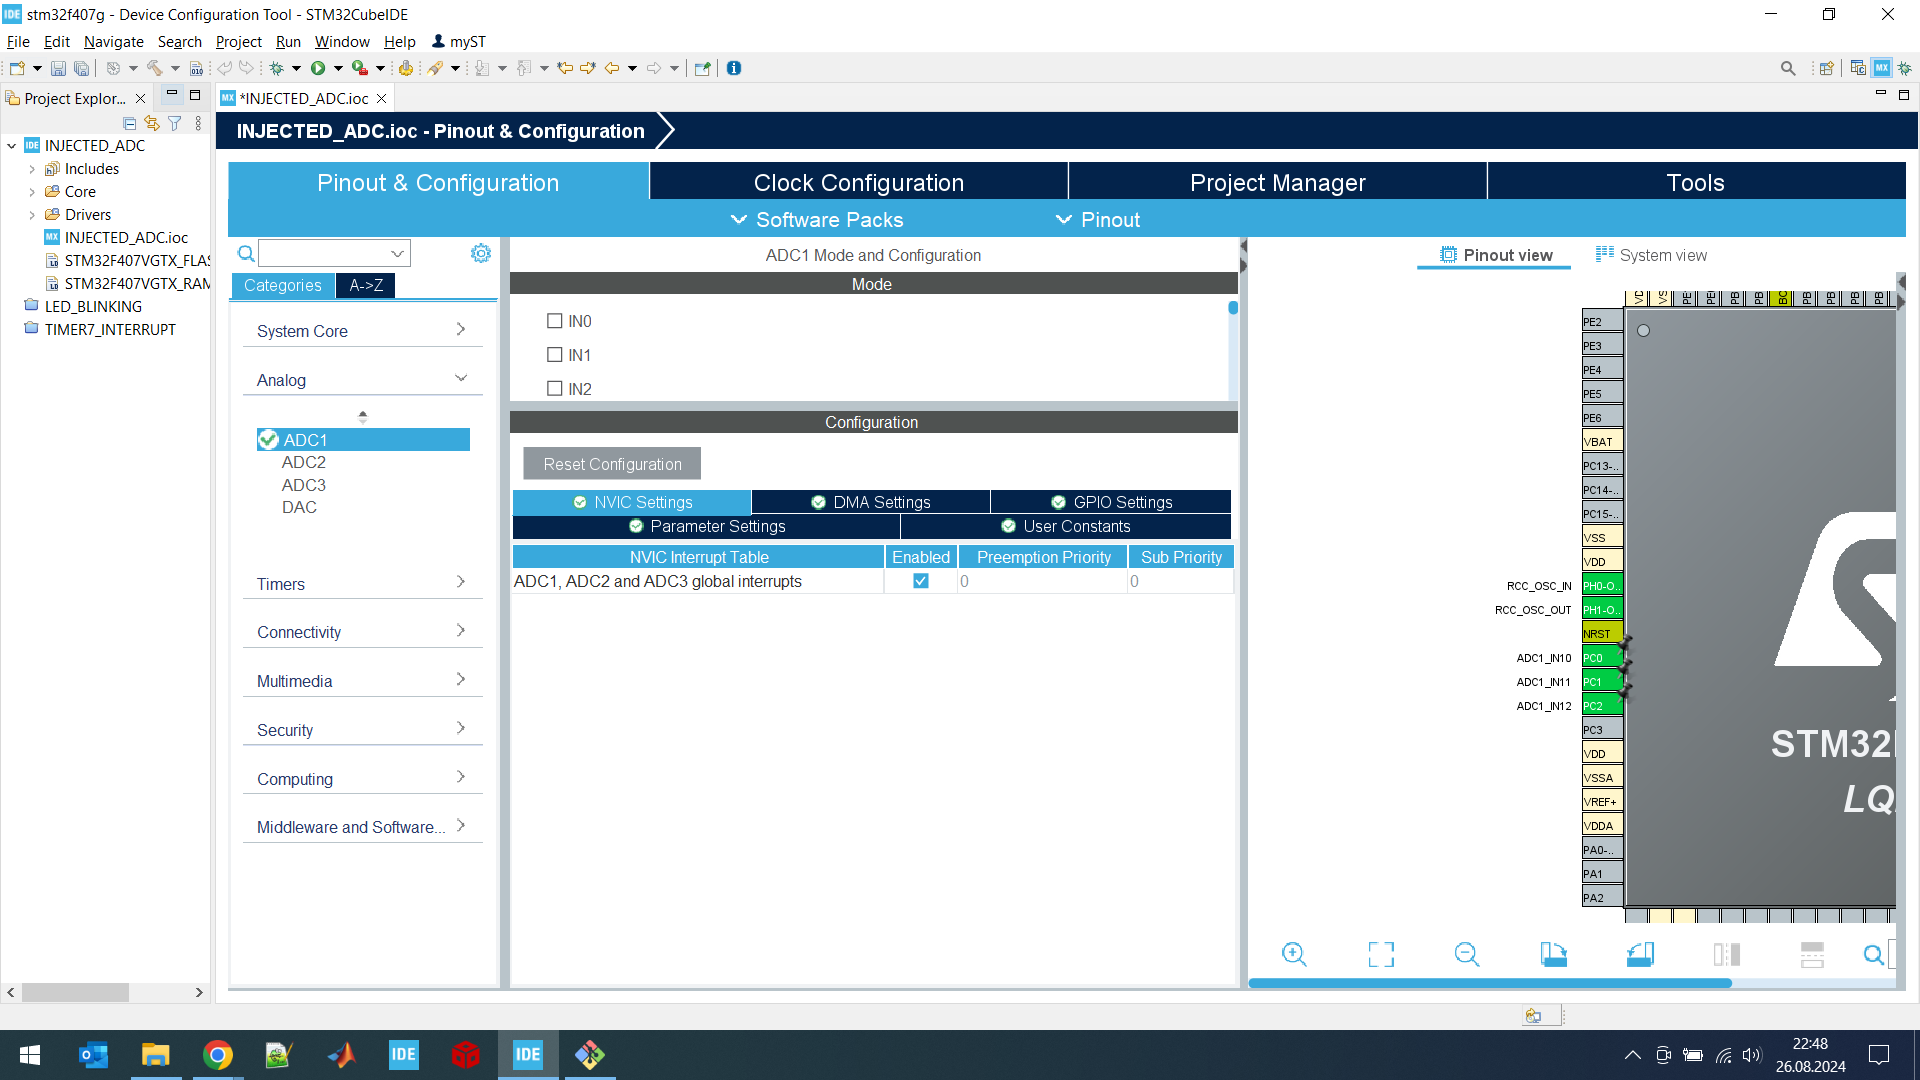 IDE stm32f407g - Device Configuration Tool - STM32CubeIDE
File Edit Navigate Search Project Run Window Help myST
Project Explor...
MX *INJECTED_ADC.ioc
INJECTED_ADC.ioc - Pinout & Configuration
IDE INJECTED_ADC
Includes
Core
Drivers
MX INJECTED_ADC.ioc
STM32F407VGTX_FLAS
STM32F407VGTX_RAM
LED_BLINKING
TIMER7_INTERRUPT
Pinout & Configuration
Clock Configuration
Project Manager
Tools
Software Packs
Pinout
Categories
A->Z
System Core
Analog
ADC1
ADC2
ADC3
DAC
Timers
Connectivity
Multimedia
Security
Computing
Middleware and Software...
ADC1 Mode and Configuration
Mode
IN0
IN1
IN2
Configuration
Reset Configuration
NVIC Settings
DMA Settings
GPIO Settings
Parameter Settings
User Constants
NVIC Interrupt Table Enabled Preemption Priority Sub Priority
ADC1, ADC2 and ADC3 global interrupts 0 0
Pinout view
System view
PE2
PE3
PE4
PE5
PE6
VBAT
PC13-..
PC14-..
PC15-..
VSS
VDD
RCC_OSC_IN PH0-O..
RCC_OSC_OUT PH1-O..
NRST
ADC1_IN10 PC0
ADC1_IN11 PC1
ADC1_IN12 PC2
PC3
VDD
VSSA
VREF+
VDDA
PA0-..
PA1
PA2
STM32
LQ
IDE
IDE
22:48
26.08.2024